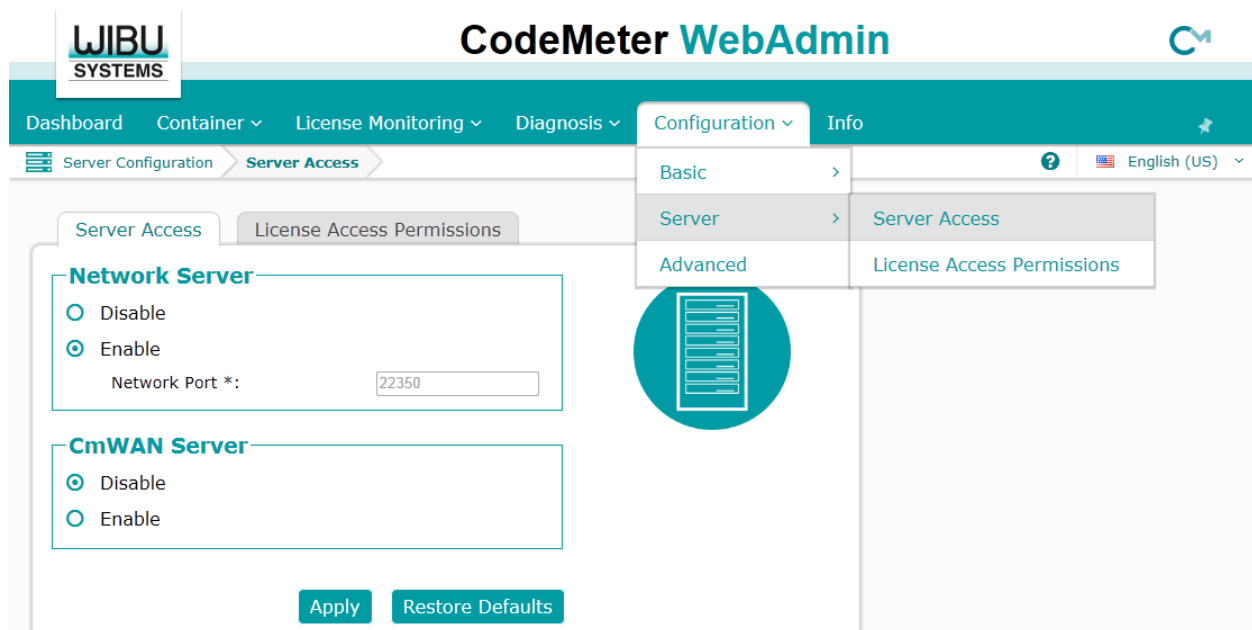 WIBU
SYSTEMS
CodeMeter WebAdmin
CM
Dashboard Container License Monitoring Diagnosis Configuration Info
Server Configuration Server Access
? English (US)
Basic
Server
Advanced
Server Access
License Access Permissions
Server Access License Access Permissions
Network Server
Disable
Enable
Network Port *: 22350
CmWAN Server
Disable
Enable
Apply Restore Defaults